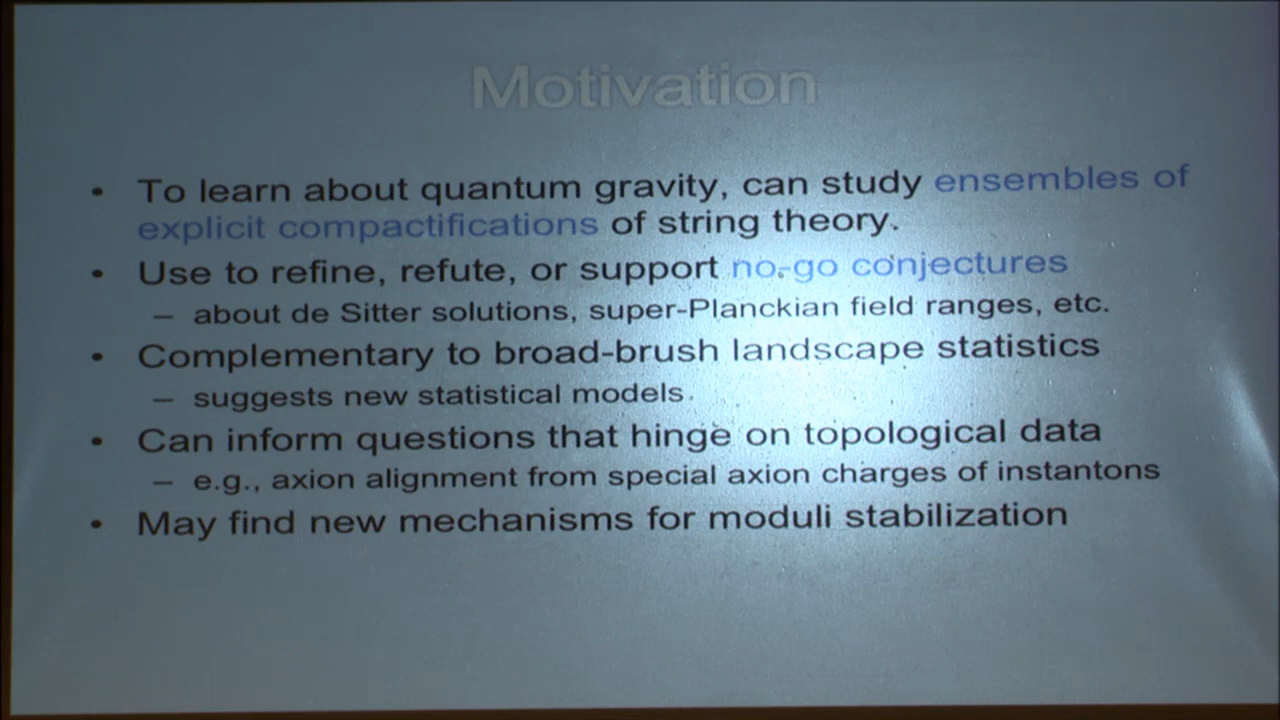 Motivation
• To learn about quantum gravity, can study ensembles of
explicit compactifications of string theory.
• Use to refine, refute, or support no-go conjectures
– about de Sitter solutions, super-Planckian field ranges, etc.
• Complementary to broad-brush landscape statistics
– suggests new statistical models.
• Can inform questions that hinge on topological data
– e.g., axion alignment from special axion charges of instantons
• May find new mechanisms for moduli stabilization